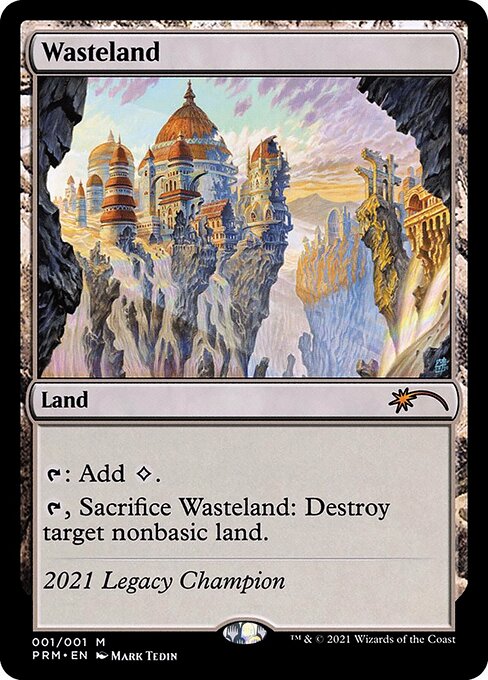 Wasteland
Land
: Add .
, Sacrifice Wasteland: Destroy
target nonbasic land.
2021 Legacy Champion
001/001 M
PRM • EN Mark Tedin
™ & © 2021 Wizards of the Coast